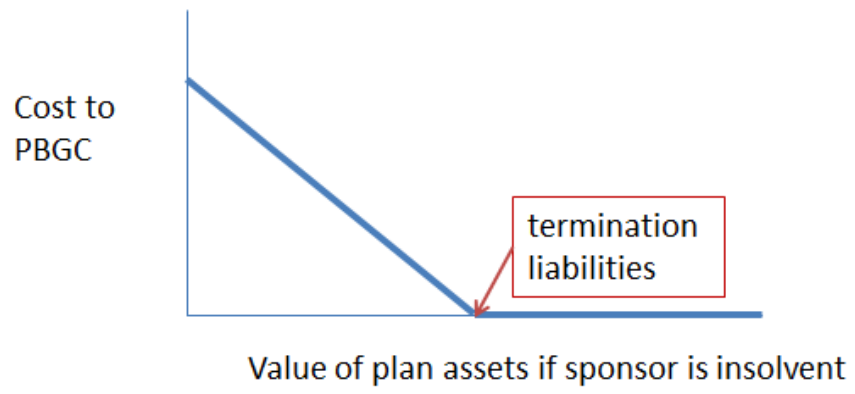 Cost to
PBGC
termination
liabilities
Value of plan assets if sponsor is insolvent